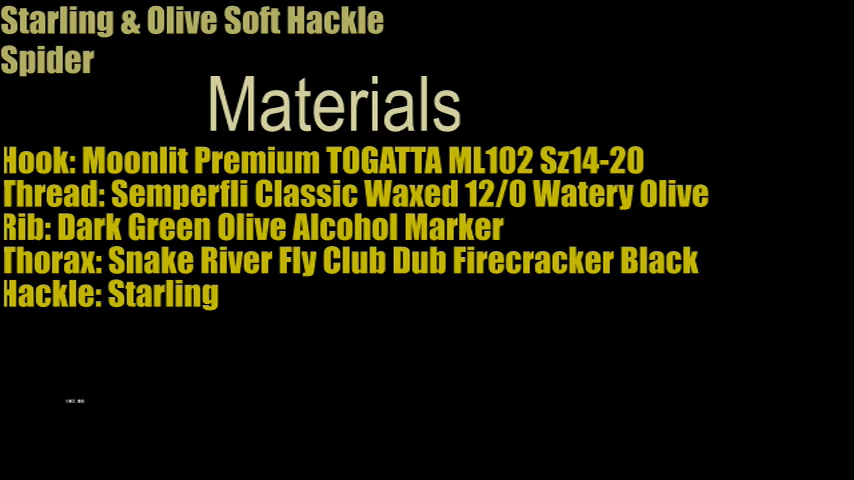 Starling & Olive Soft Hackle
Spider
Materials
Hook: Moonlit Premium TOGATTA ML102 Sz14-20
Thread: Semperfli Classic Waxed 12/0 Watery Olive
Rib: Dark Green Olive Alcohol Marker
Thorax: Snake River Fly Club Dub Firecracker Black
Hackle: Starling